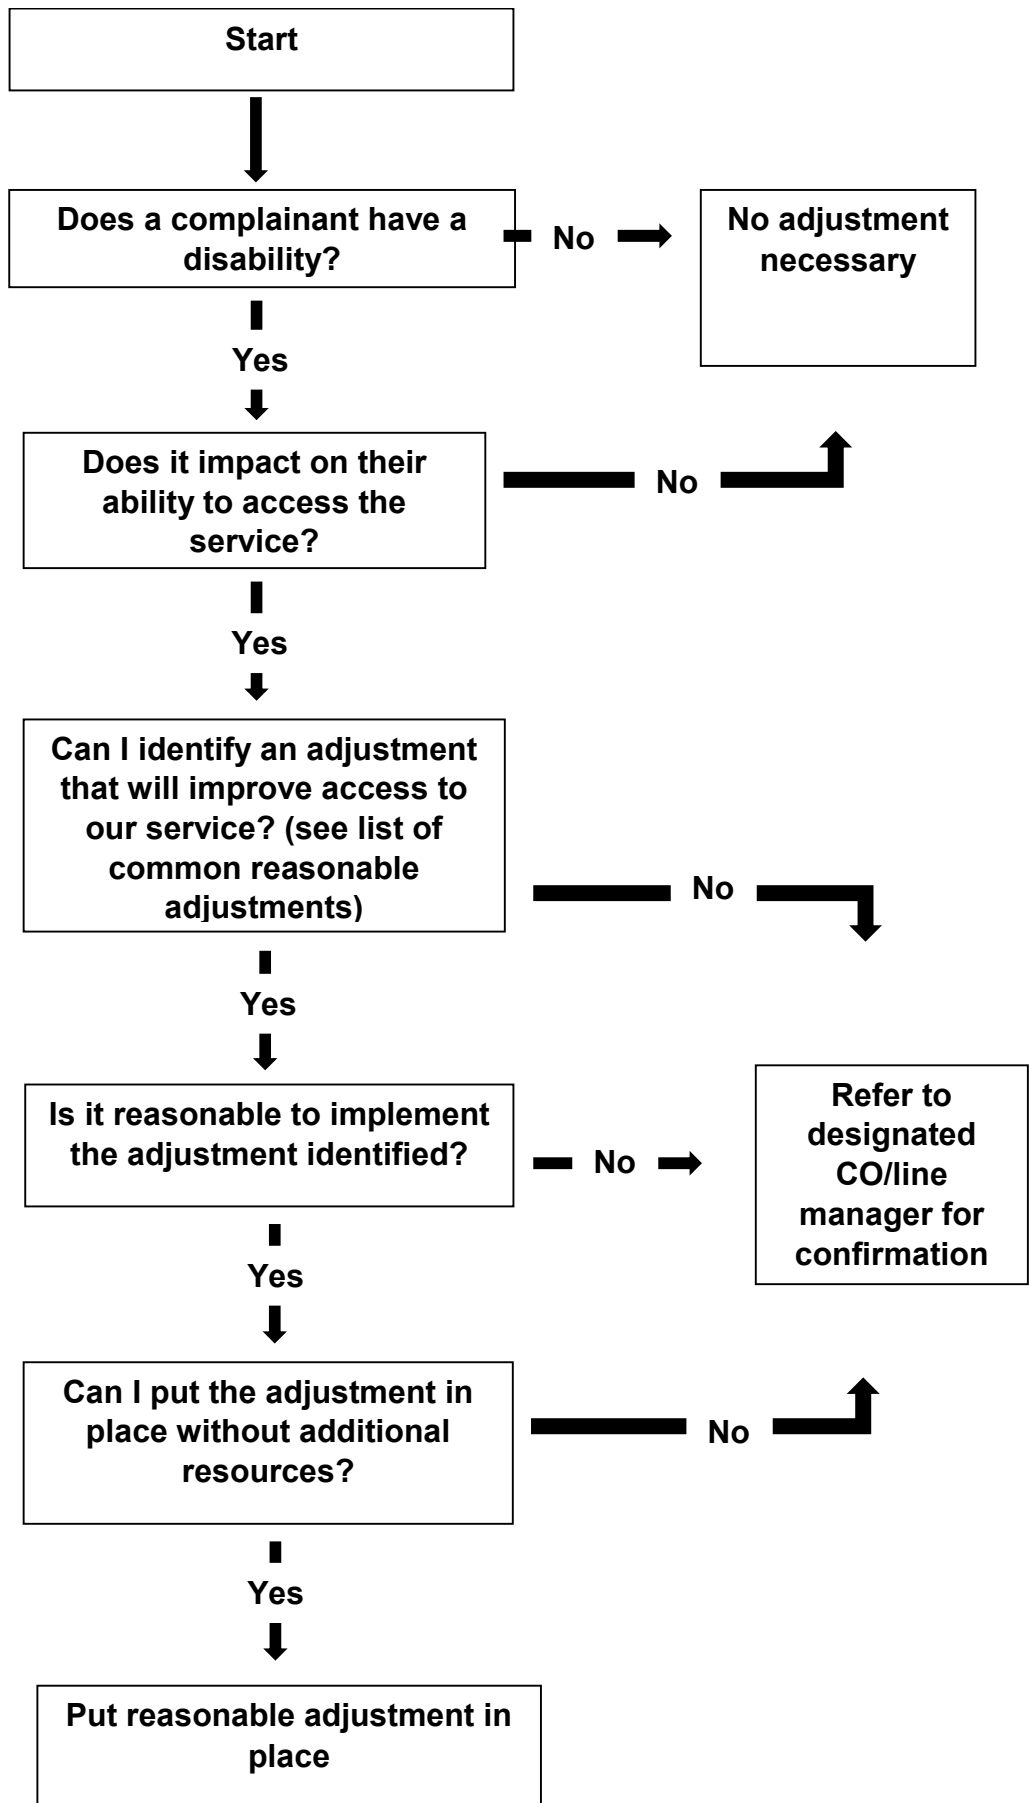 Start
Does a complainant have a
disability?
No
No adjustment
necessary
Yes
Does it impact on their
ability to access the
service?
No
Yes
Can I identify an adjustment
that will improve access to
our service? (see list of
common reasonable
adjustments)
No
Yes
Is it reasonable to implement
the adjustment identified?
No
Refer to
designated
CO/line
manager for
confirmation
Yes
Can I put the adjustment in
place without additional
resources?
No
Yes
Put reasonable adjustment in
place